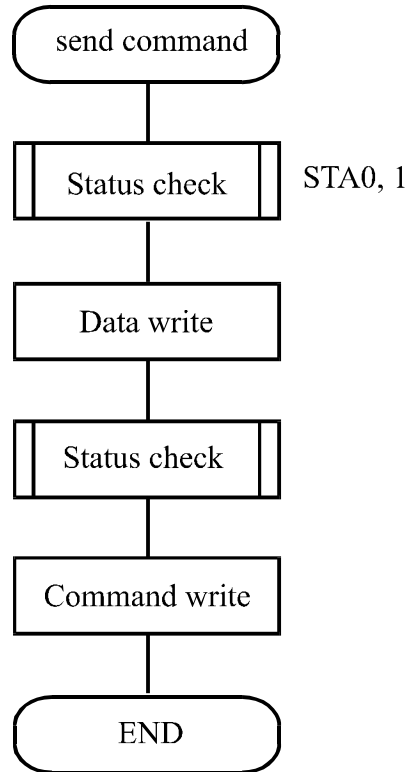 send command
Status check
STA0, 1
Data write
Status check
Command write
END